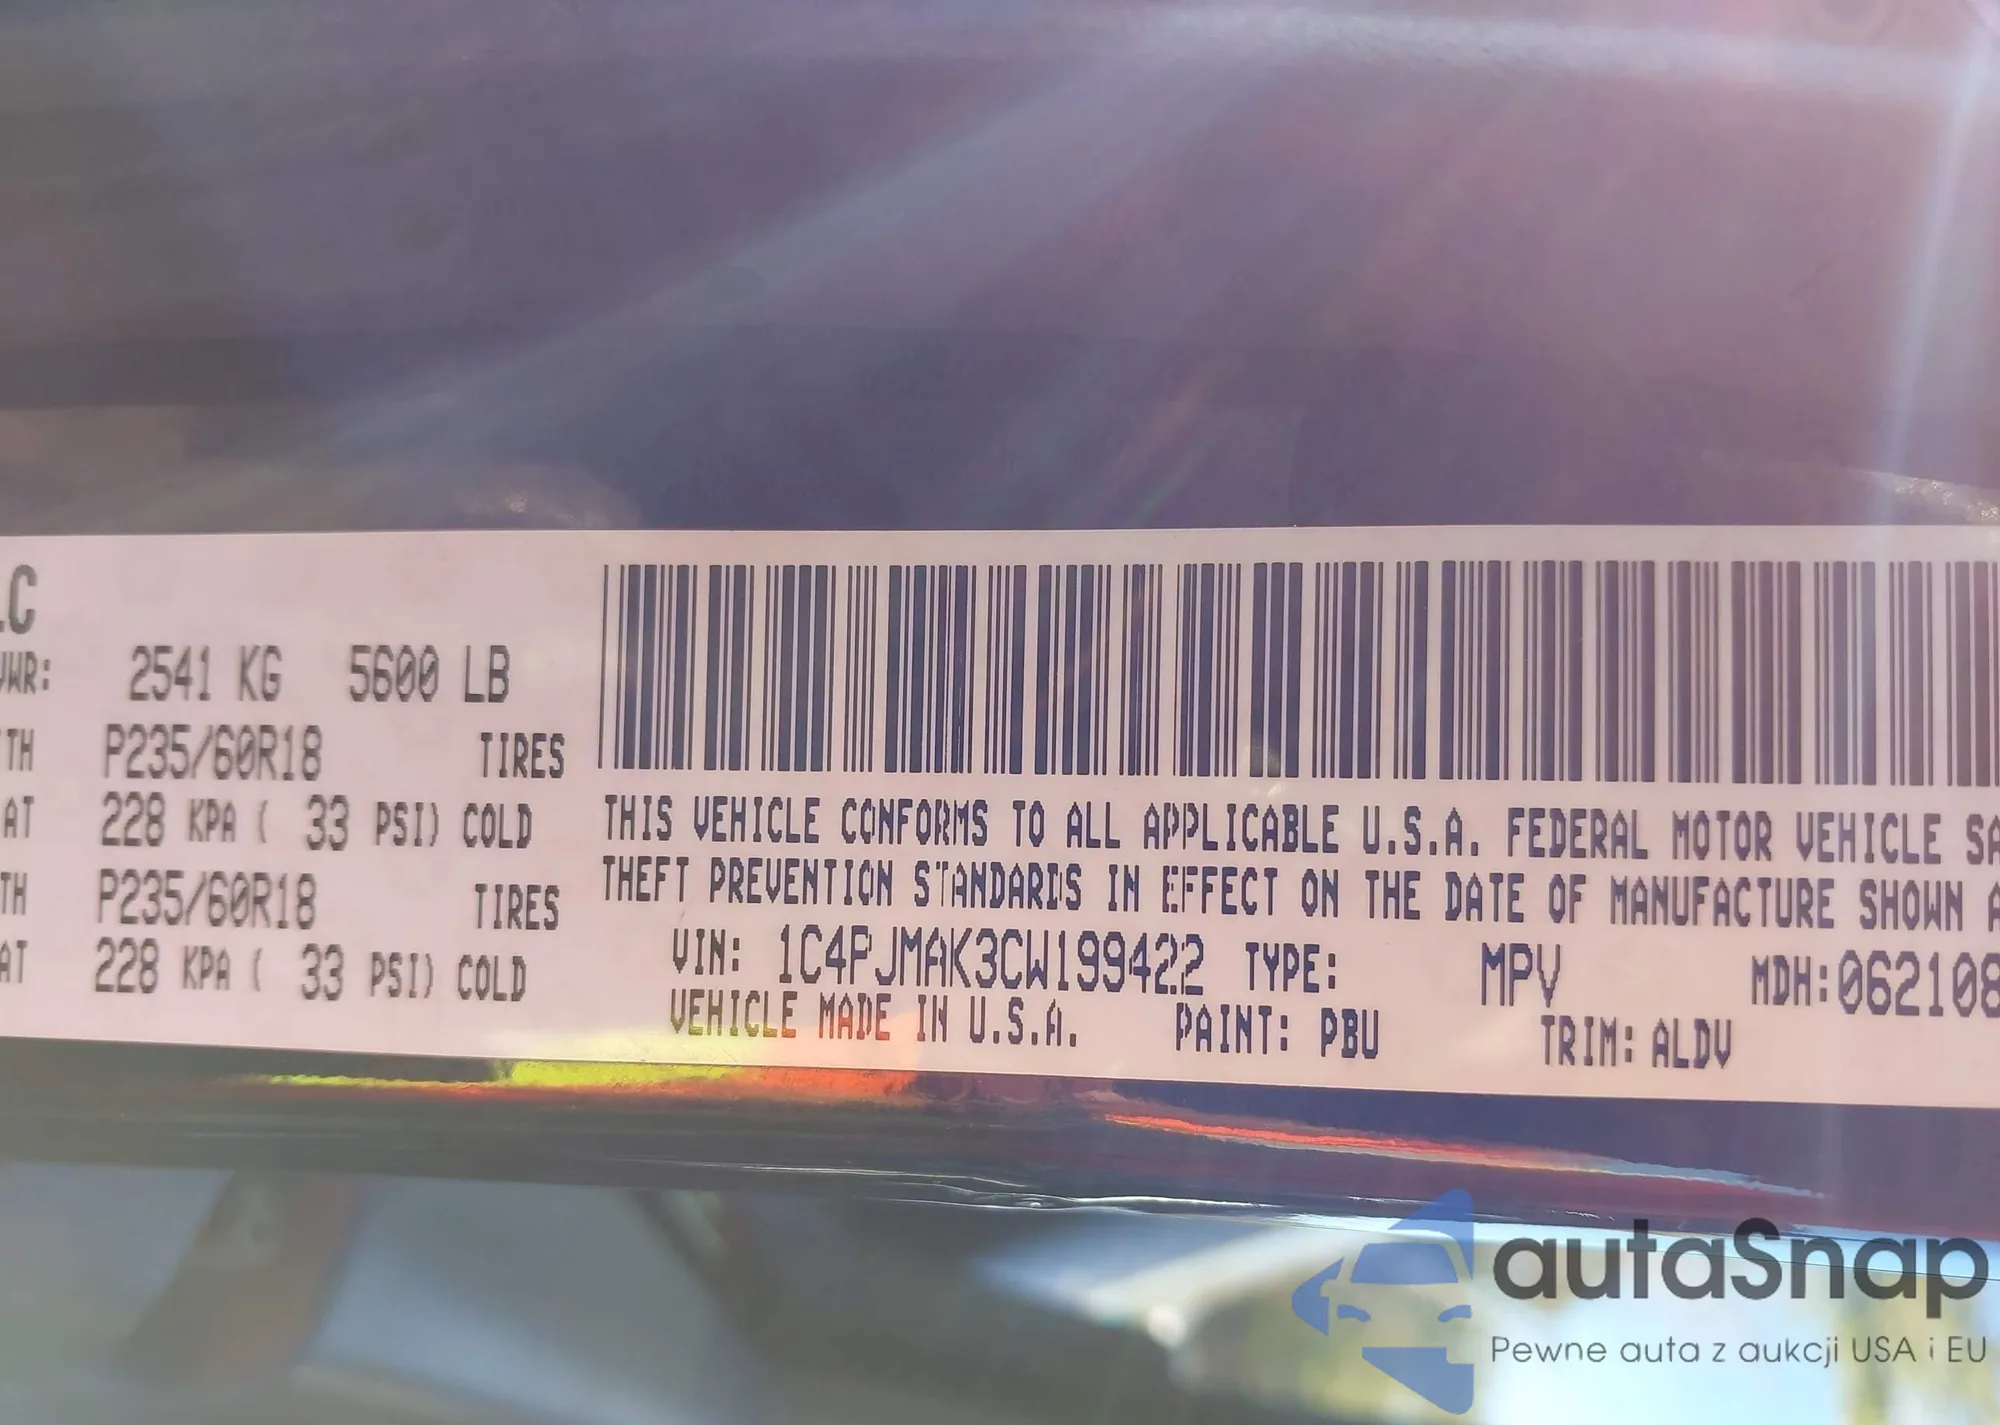 LC
VWR: 2541 KG 5600 LB
TH P235/60R18 TIRES
AT 228 KPA ( 33 PSI) COLD
TH P235/60R18 TIRES
AT 228 KPA ( 33 PSI) COLD
THIS VEHICLE CONFORMS TO ALL APPLICABLE U.S.A. FEDERAL MOTOR VEHICLE SA
THEFT PREVENTION STANDARDS IN EFFECT ON THE DATE OF MANUFACTURE SHOWN A
VIN: 1C4PJMAK3CW199422 TYPE: MPV MDH:062108
VEHICLE MADE IN U.S.A. PAINT: PBU TRIM: ALDV
autaSnap
Pewne auta z aukcji USA i EU